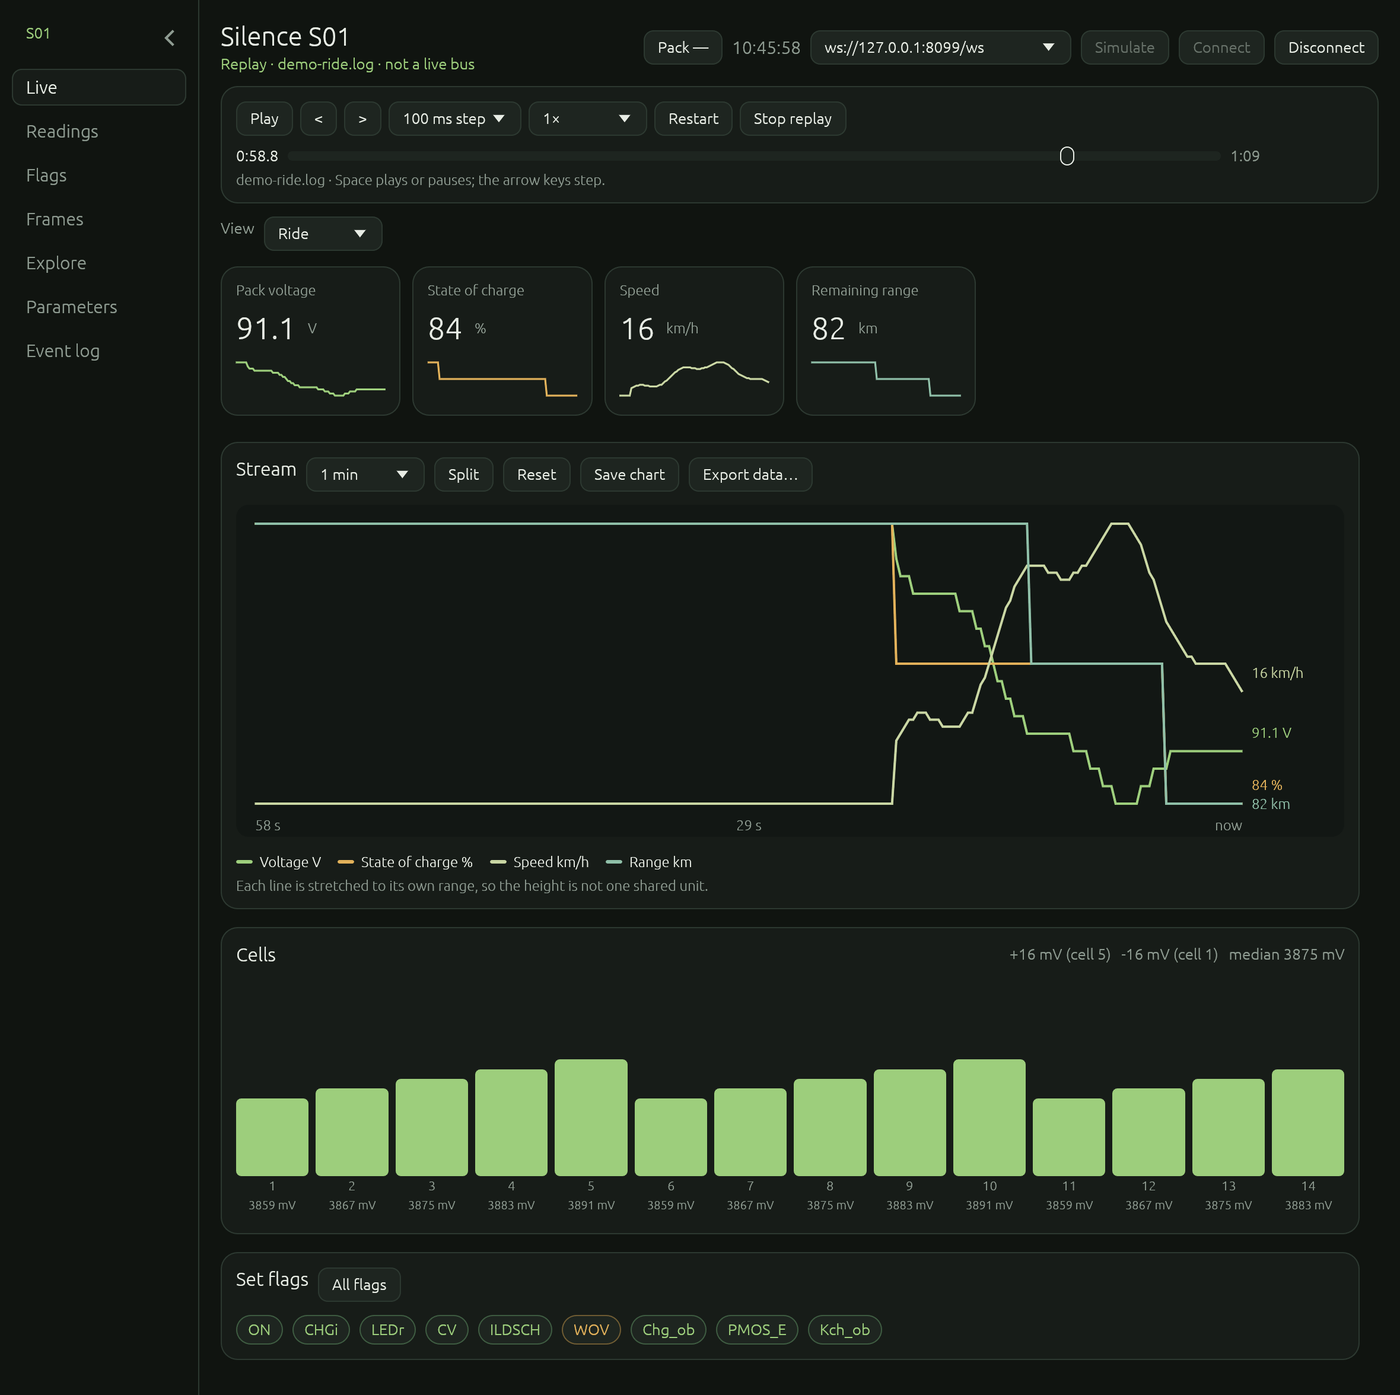 S01
Live
Readings
Flags
Frames
Explore
Parameters
Event log
Silence S01
Replay · demo-ride.log · not a live bus
Pack — 10:45:58 ws://127.0.0.1:8099/ws Simulate Connect Disconnect
Play < > 100 ms step 1× Restart Stop replay
0:58.8 1:09
demo-ride.log · Space plays or pauses; the arrow keys step.
View Ride
Pack voltage
91.1 V
State of charge
84 %
Speed
16 km/h
Remaining range
82 km
Stream 1 min Split Reset Save chart Export data…
16 km/h
91.1 V
84 %
82 km
58 s 29 s now
Voltage V State of charge % Speed km/h Range km
Each line is stretched to its own range, so the height is not one shared unit.
Cells +16 mV (cell 5) -16 mV (cell 1) median 3875 mV
1 2 3 4 5 6 7 8 9 10 11 12 13 14
3859 mV 3867 mV 3875 mV 3883 mV 3891 mV 3859 mV 3867 mV 3875 mV 3883 mV 3891 mV 3859 mV 3867 mV 3875 mV 3883 mV
Set flags All flags
ON CHGi LEDr CV ILDSCH WOV Chg_ob PMOS_E Kch_ob